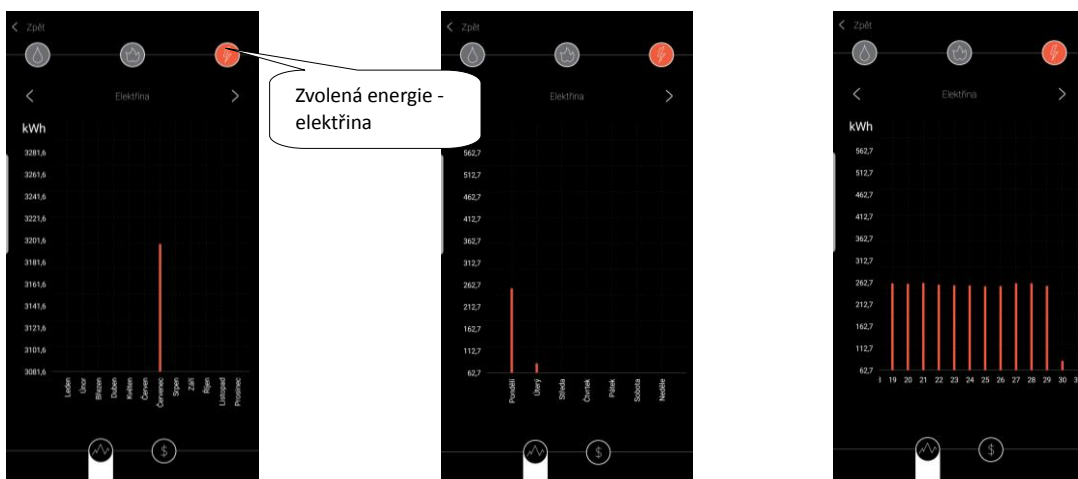 Zpět
Elektřina
kWh
3281,6
3261,6
3241,6
3221,6
3201,6
3181,6
3161,6
3141,6
3121,6
3101,6
3081,6
Leden
Únor
Březen
Duben
Květen
Červen
Červenec
Srpen
Září
Říjen
Listopad
Prosinec
$
Zvolená energie -
elektřina
Zpět
Elektřina
562,7
512,7
462,7
412,7
362,7
312,7
262,7
212,7
162,7
112,7
62,7
Pondělí
Úterý
Středa
Čtvrtek
Pátek
Sobota
Neděle
$
Zpět
Elektřina
kWh
562,7
512,7
462,7
412,7
362,7
312,7
262,7
212,7
162,7
112,7
62,7
19 20 21 22 23 24 25 26 27 28 29 30
$